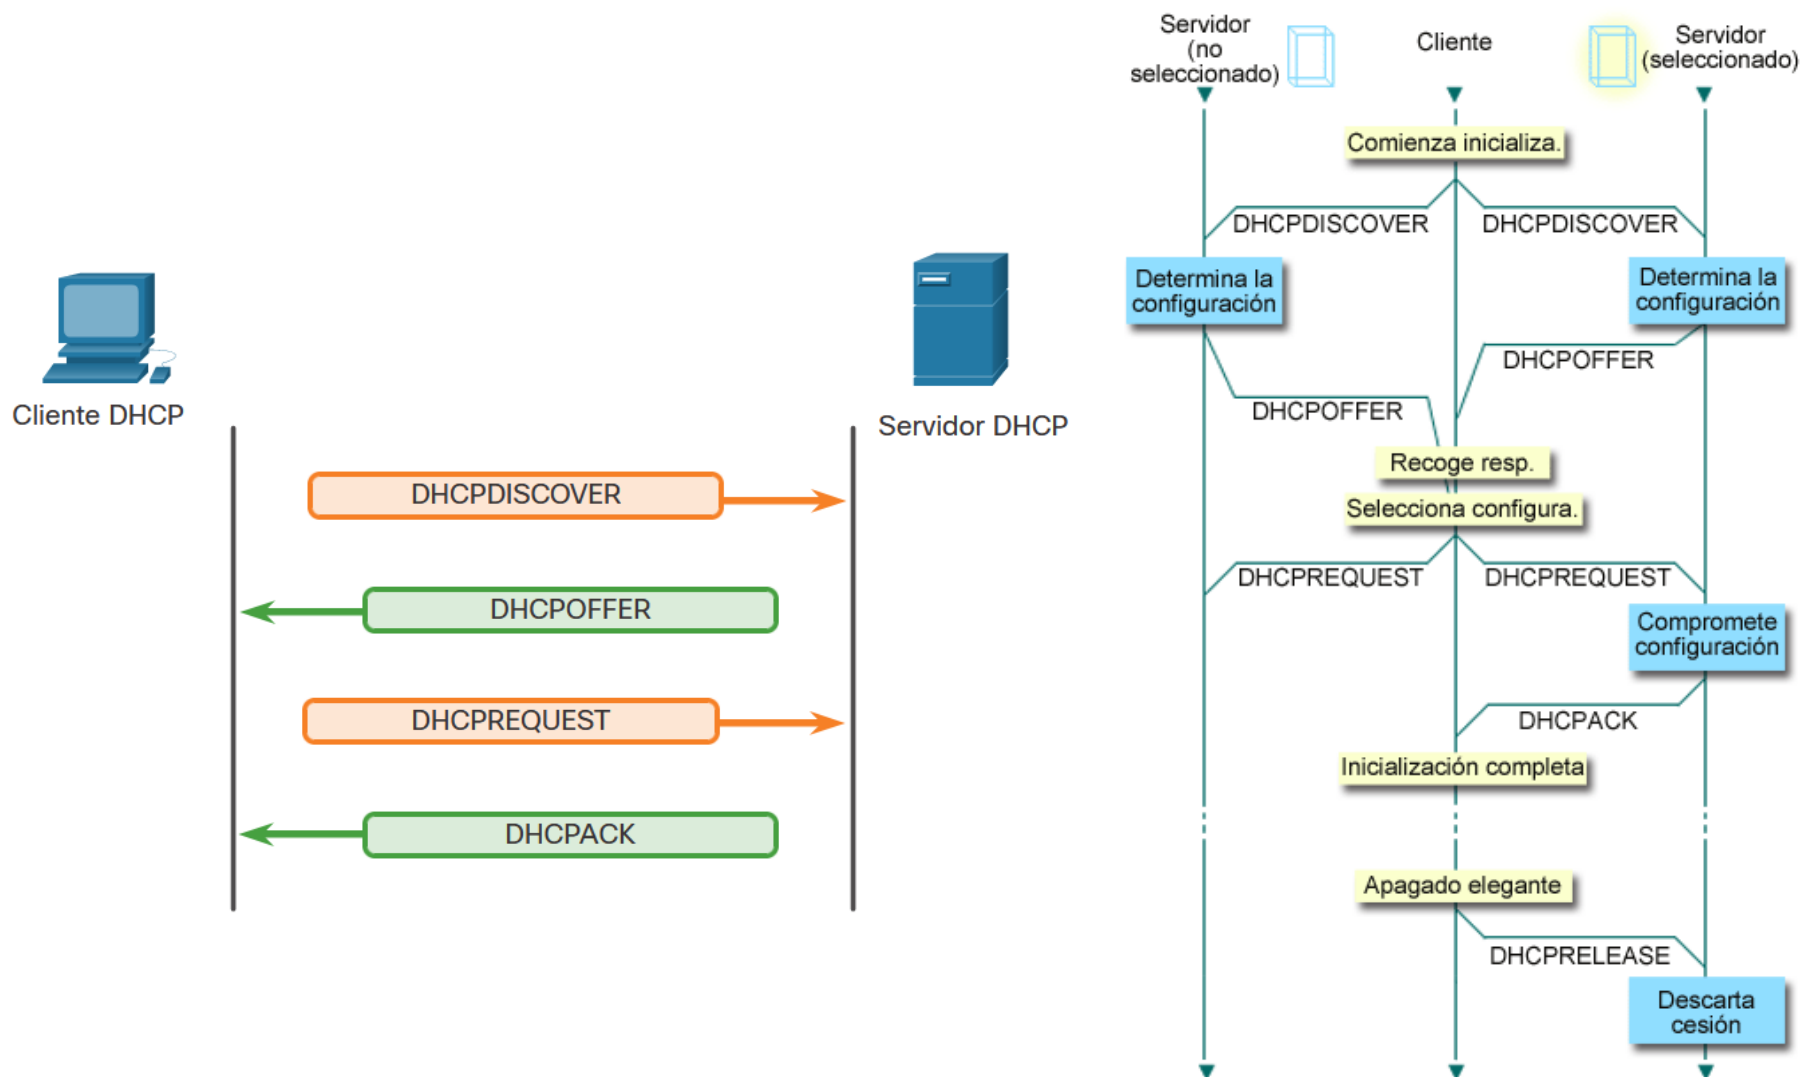 Cliente DHCP
Servidor DHCP
DHCPDISCOVER
DHCPOFFER
DHCPREQUEST
DHCPACK
Servidor
(no
seleccionado)
Cliente
Servidor
(seleccionado)
Comienza inicializa.
DHCPDISCOVER
DHCPDISCOVER
Determina la
configuración
Determina la
configuración
DHCPOFFER
DHCPOFFER
Recoge resp.
Selecciona configura.
DHCPREQUEST
DHCPREQUEST
Compromete
configuración
DHCPACK
Inicialización completa
Apagado elegante
DHCPRELEASE
Descarta
cesión